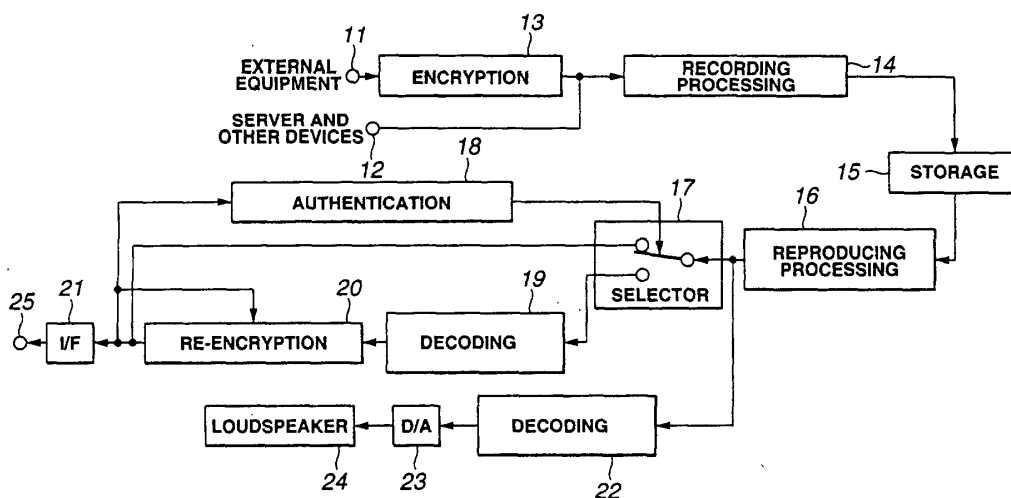 11
13
EXTERNAL
EQUIPMENT
ENCRYPTION
RECORDING
PROCESSING
14
SERVER AND
OTHER DEVICES
12
18
15
STORAGE
AUTHENTICATION
17
16
REPRODUCING
PROCESSING
SELECTOR
25
21
20
19
I/F
RE-ENCRYPTION
DECODING
LOUDSPEAKER
D/A
DECODING
24
23
22